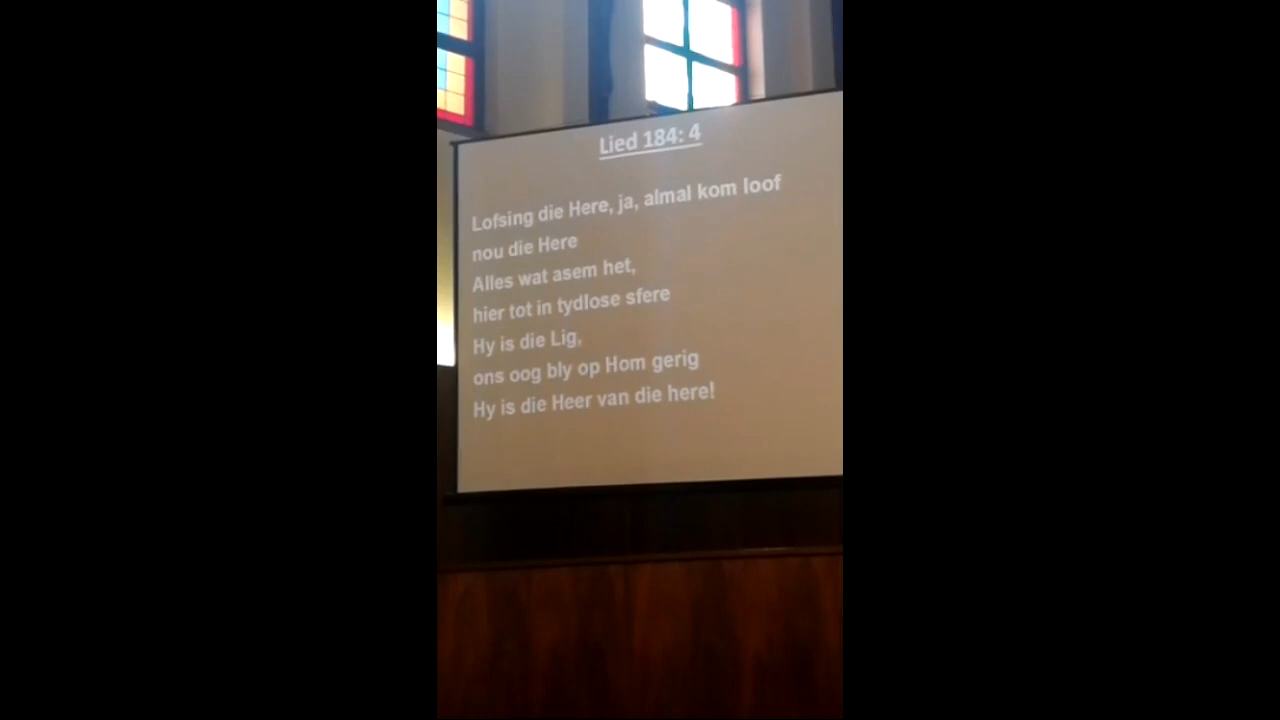 Lied 184: 4
Lofsing die Here, ja, almal kom loof
nou die Here
Alles wat asem het,
hier tot in tydlose sfere
Hy is die Lig,
ons oog bly op Hom gerig
Hy is die Heer van die here!